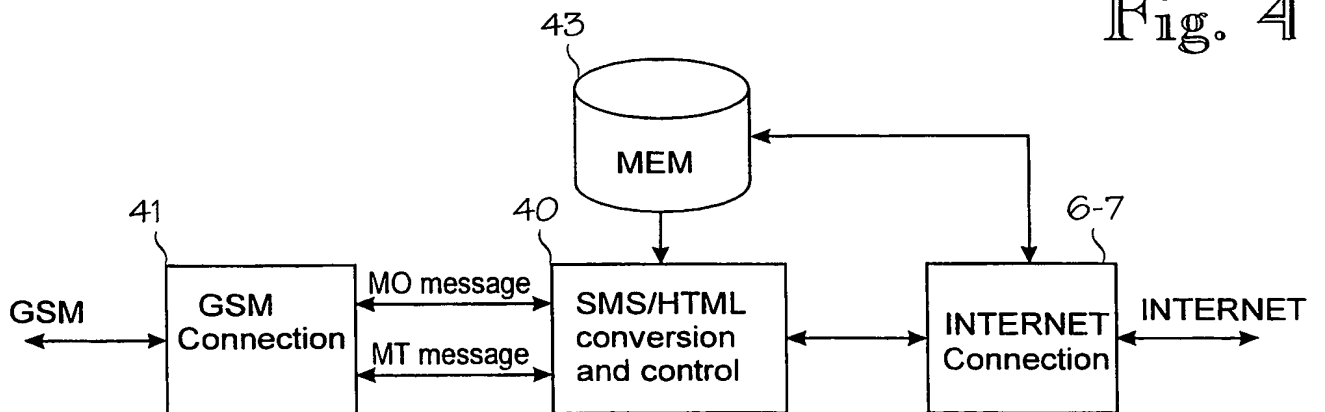 Fig. 4
43
MEM
41
40
6-7
GSM
GSM
Connection
MO message
MT message
SMS/HTML
conversion
and control
INTERNET
Connection
INTERNET